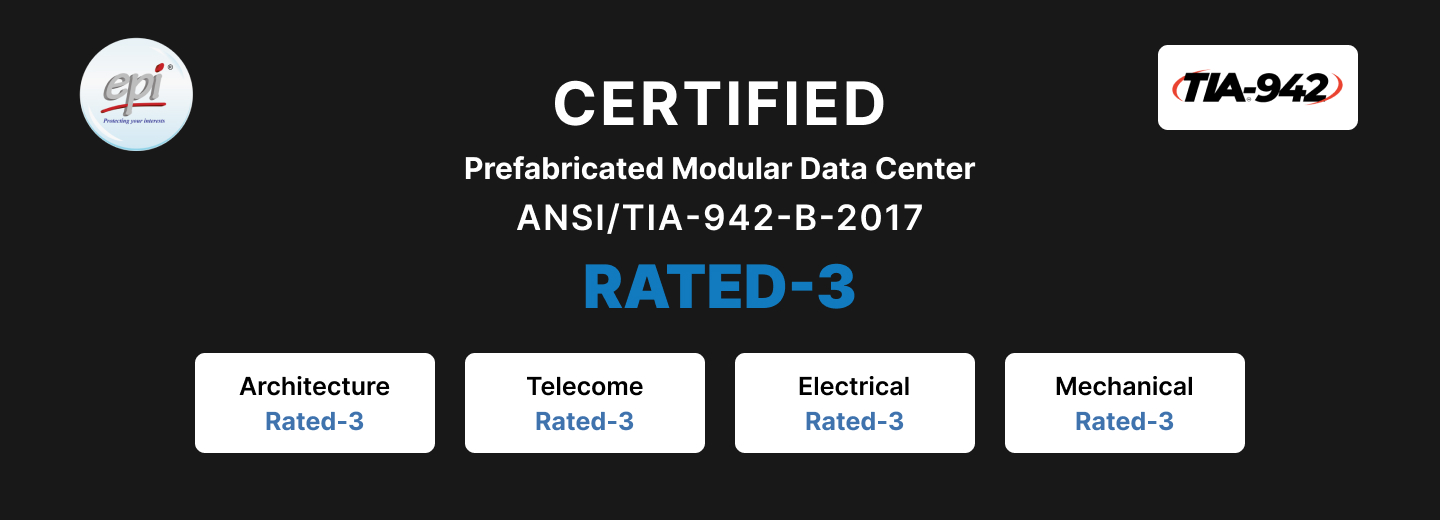 epi®
Protecting your interests
TIA-942
CERTIFIED
Prefabricated Modular Data Center
ANSI/TIA-942-B-2017
RATED-3
Architecture
Rated-3
Telecome
Rated-3
Electrical
Rated-3
Mechanical
Rated-3